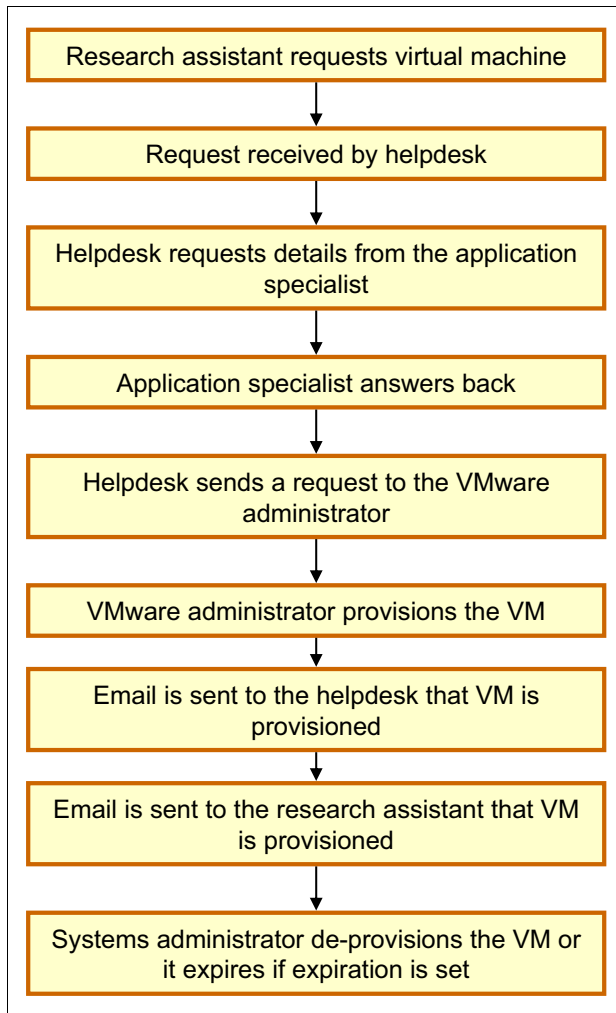 Research assistant requests virtual machine
Request received by helpdesk
Helpdesk requests details from the application
specialist
Application specialist answers back
Helpdesk sends a request to the VMware
administrator
VMware administrator provisions the VM
Email is sent to the helpdesk that VM is
provisioned
Email is sent to the research assistant that VM
is provisioned
Systems administrator de-provisions the VM or
it expires if expiration is set